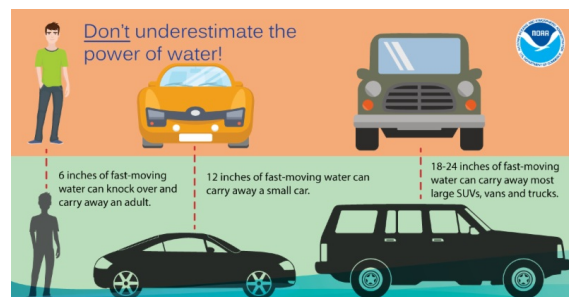 Don't underestimate the
power of water!
NOAA
6 inches of fast-moving
water can knock over and
carry away an adult.
12 inches of fast-moving water can
carry away a small car.
18-24 inches of fast-moving
water can carry away most
large SUVs, vans and trucks.